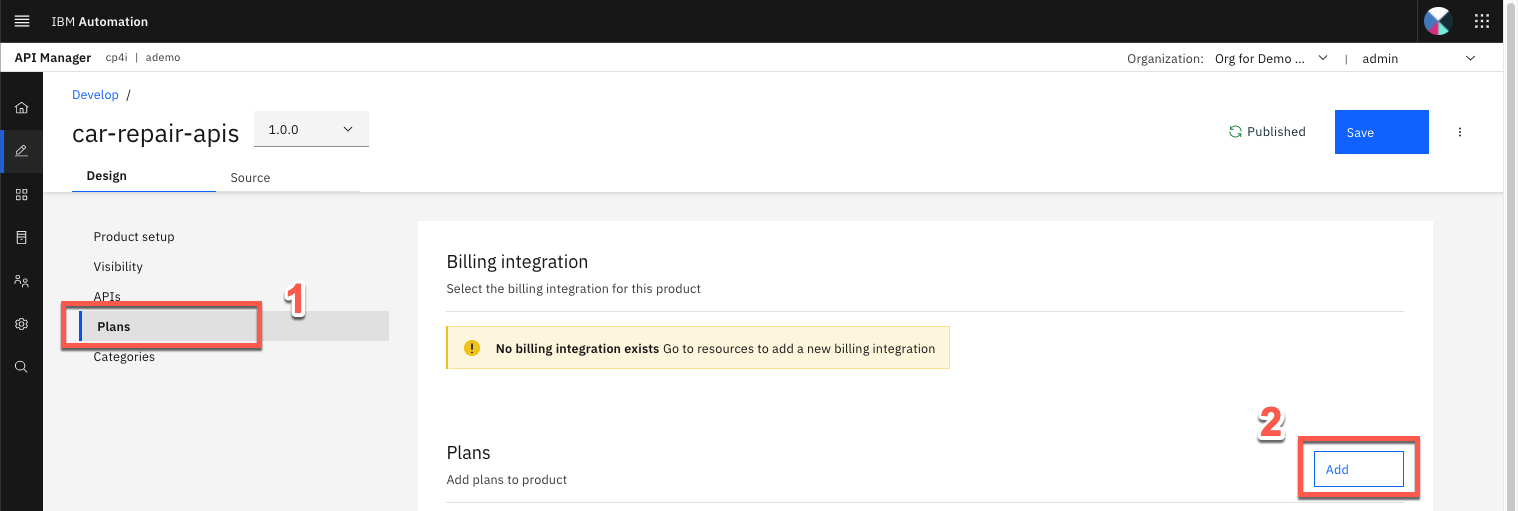 IBM Automation
API Manager cp4i | ademo Organization: Org for Demo ... | admin
Develop /
car-repair-apis 1.0.0 Published Save
Design Source
Product setup
Visibility
APIs
Plans
Categories
1
Billing integration
Select the billing integration for this product
! No billing integration exists Go to resources to add a new billing integration
2
Plans
Add plans to product
Add